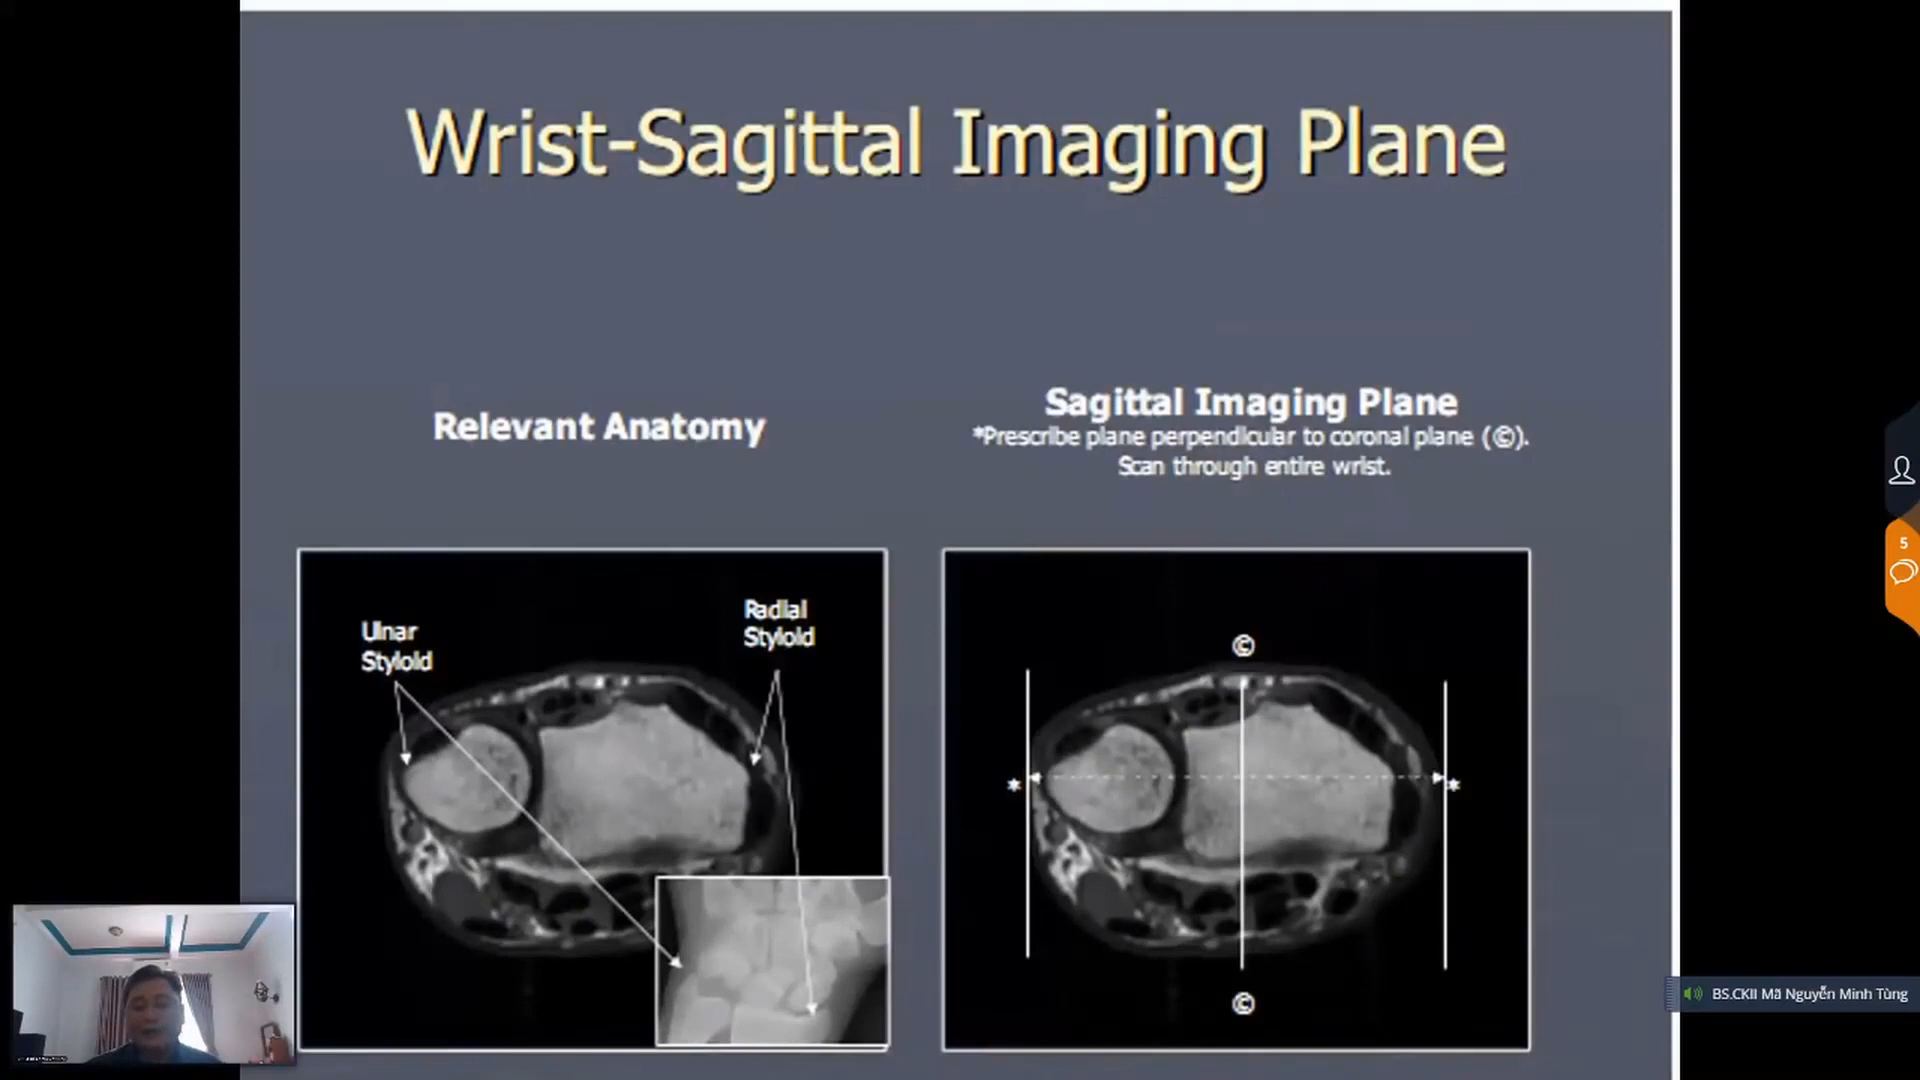 Wrist-Sagittal Imaging Plane
Relevant Anatomy
Sagittal Imaging Plane
*Prescribe plane perpendicular to coronal plane (©).
Scan through entire wrist.
Ulnar
Styloid
Radial
Styloid
©
* *
©
5
BS.CKII Mã Nguyễn Minh Tùng